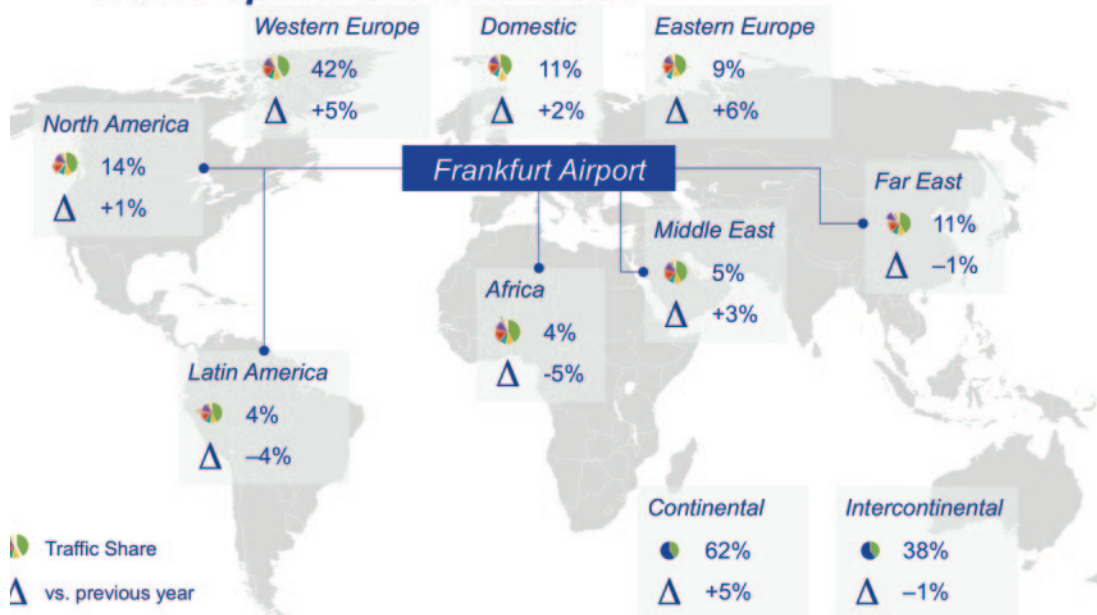 Western Europe
42%
+5%
Domestic
11%
+2%
Eastern Europe
9%
+6%
North America
14%
+1%
Frankfurt Airport
Far East
11%
–1%
Middle East
5%
+3%
Africa
4%
-5%
Latin America
4%
–4%
Continental
62%
+5%
Intercontinental
38%
–1%
Traffic Share
Δ vs. previous year